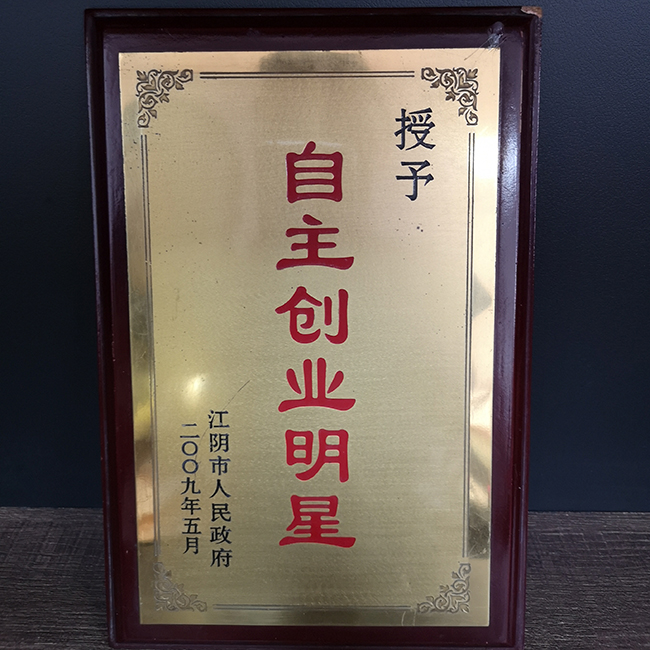 授予
自主创业明星
江阴市人民政府
二〇〇九年五月